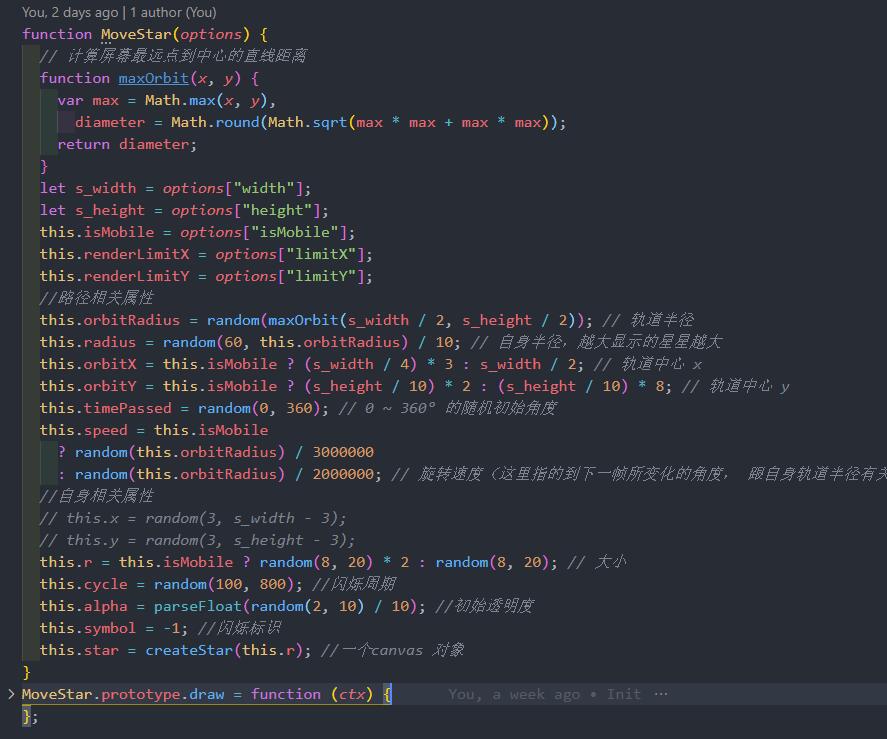 You, 2 days ago | 1 author (You)
function MoveStar(options) {
// 计算屏幕最远点到中心的直线距离
function maxOrbit(x, y) {
var max = Math.max(x, y),
diameter = Math.round(Math.sqrt(max * max + max * max));
return diameter;
}
let s_width = options["width"];
let s_height = options["height"];
this.isMobile = options["isMobile"];
this.renderLimitX = options["limitX"];
this.renderLimitY = options["limitY"];
//路径相关属性
this.orbitRadius = random(maxOrbit(s_width / 2, s_height / 2)); // 轨道半径
this.radius = random(60, this.orbitRadius) / 10; // 自身半径，越大显示的星星越大
this.orbitX = this.isMobile ? (s_width / 4) * 3 : s_width / 2; // 轨道中心 x
this.orbitY = this.isMobile ? (s_height / 10) * 2 : (s_height / 10) * 8; // 轨道中心 y
this.timePassed = random(0, 360); // 0 ~ 360° 的随机初始角度
this.speed = this.isMobile
? random(this.orbitRadius) / 3000000
: random(this.orbitRadius) / 2000000; // 旋转速度（这里指的到下一帧所变化的角度， 跟自身轨道半径有关
//自身相关属性
// this.x = random(3, s_width - 3);
// this.y = random(3, s_height - 3);
this.r = this.isMobile ? random(8, 20) * 2 : random(8, 20); // 大小
this.cycle = random(100, 800); //闪烁周期
this.alpha = parseFloat(random(2, 10) / 10); //初始透明度
this.symbol = -1; //闪烁标识
this.star = createStar(this.r); //一个canvas 对象
}
MoveStar.prototype.draw = function (ctx) { You, a week ago • Init ···
};